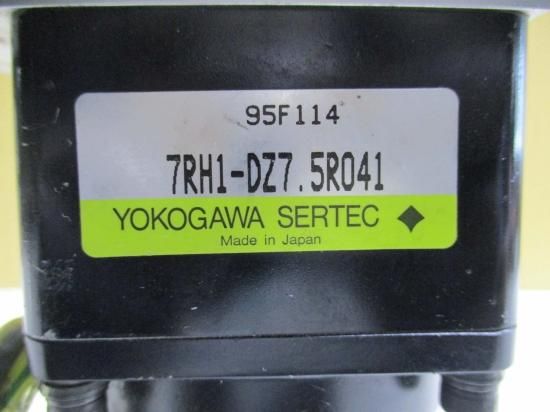 95F114
7RH1-DZ7.5R041
YOKOGAWA SERTEC
Made in Japan